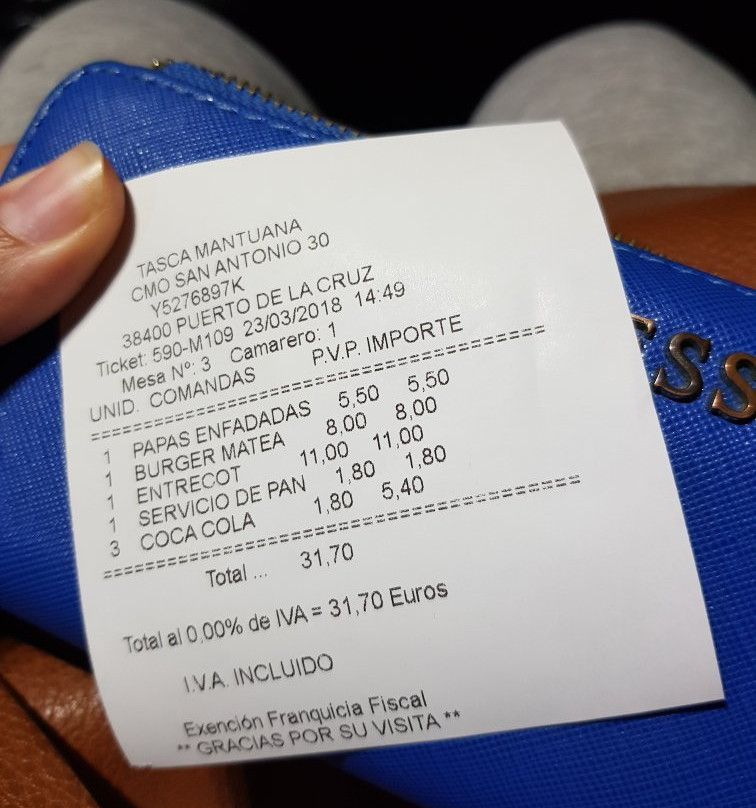 TASCA MANTUANA
CMO SAN ANTONIO 30
Y5276897K
38400 PUERTO DE LA CRUZ
Ticket: 590-M109 23/03/2018 14:49
Mesa Nº: 3 Camarero: 1
UNID. COMANDAS P.V.P. IMPORTE
1 PAPAS ENFADADAS 5,50 5,50
1 BURGER MATEA 8,00 8,00
1 ENTRECOT 11,00 11,00
1 SERVICIO DE PAN 1,80 1,80
3 COCA COLA 1,80 5,40
Total ... 31,70
Total al 0,00% de IVA = 31,70 Euros
I.V.A. INCLUIDO
Exención Franquicia Fiscal
** GRACIAS POR SU VISITA **
ESS